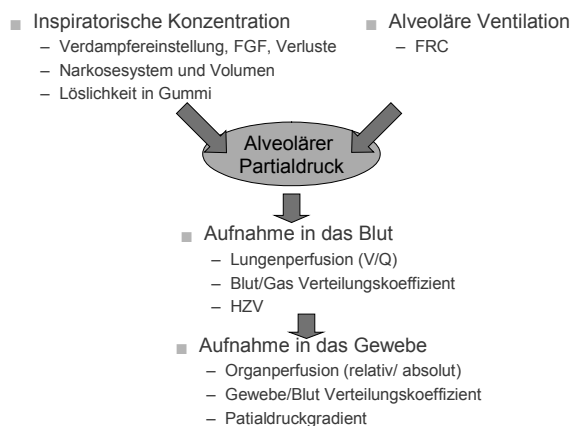 Inspiratorische Konzentration
– Verdampfereinstellung, FGF, Verluste
– Narkosesystem und Volumen
– Löslichkeit in Gummi
Alveoläre Ventilation
– FRC
Alveolärer
Partialdruck
Aufnahme in das Blut
– Lungenperfusion (V/Q)
– Blut/Gas Verteilungskoeffizient
– HZV
Aufnahme in das Gewebe
– Organperfusion (relativ/ absolut)
– Gewebe/Blut Verteilungskoeffizient
– Patialdruckgradient